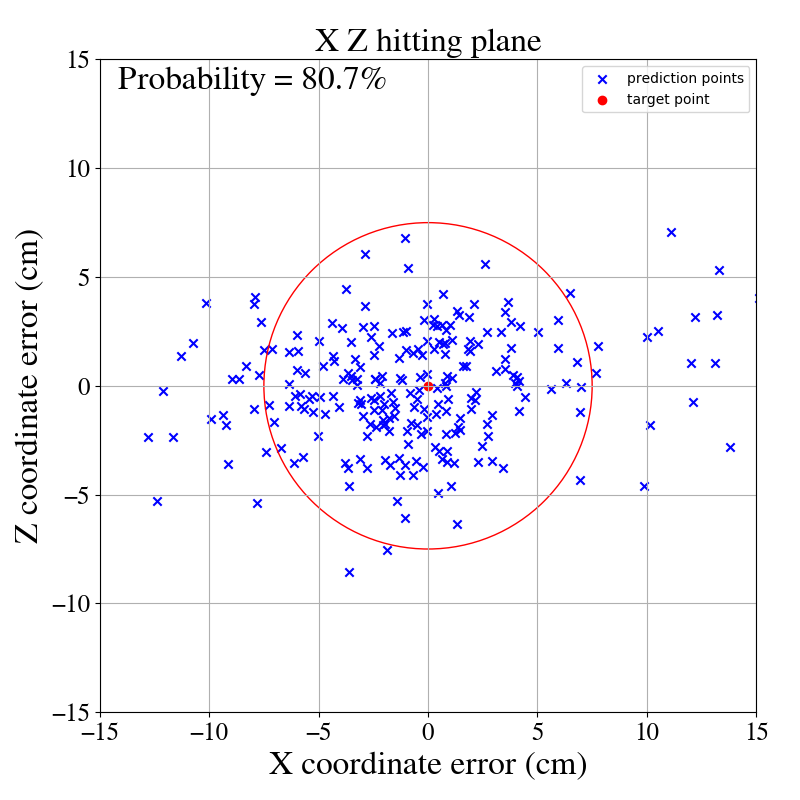 X Z hitting plane
Probability = 80.7%
prediction points
target point
Z coordinate error (cm)
15
10
5
0
−5
−10
−15
−15
−10
−5
0
5
10
15
X coordinate error (cm)